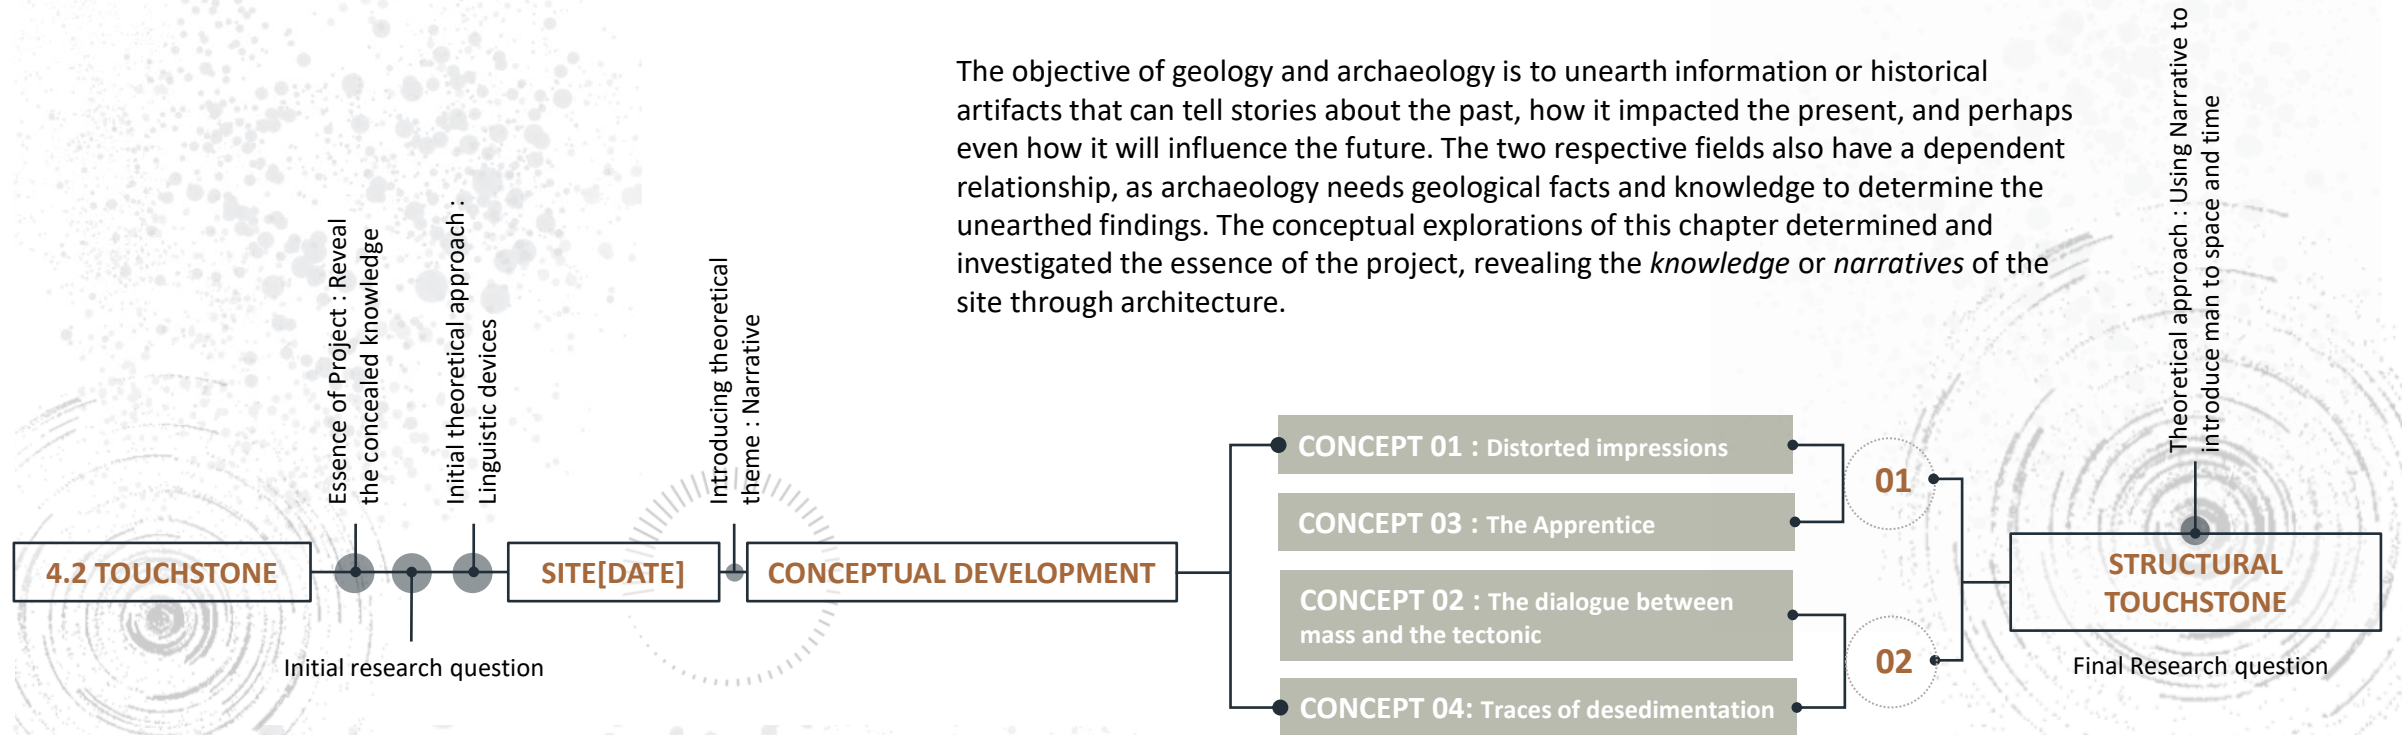 The objective of geology and archaeology is to unearth information or historical
artifacts that can tell stories about the past, how it impacted the present, and perhaps
even how it will influence the future. The two respective fields also have a dependent
relationship, as archaeology needs geological facts and knowledge to determine the
unearthed findings. The conceptual explorations of this chapter determined and
investigated the essence of the project, revealing the knowledge or narratives of the
site through architecture.
4.2 TOUCHSTONE
Essence of Project : Reveal
the concealed knowledge
Initial research question
Initial theoretical approach :
Linguistic devices
SITE[DATE]
Introducing theoretical
theme : Narrative
CONCEPTUAL DEVELOPMENT
CONCEPT 01 : Distorted impressions
CONCEPT 03 : The Apprentice
01
CONCEPT 02 : The dialogue between
mass and the tectonic
CONCEPT 04: Traces of desedimentation
02
Theoretical approach : Using Narrative to
introduce man to space and time
STRUCTURAL
TOUCHSTONE
Final Research question